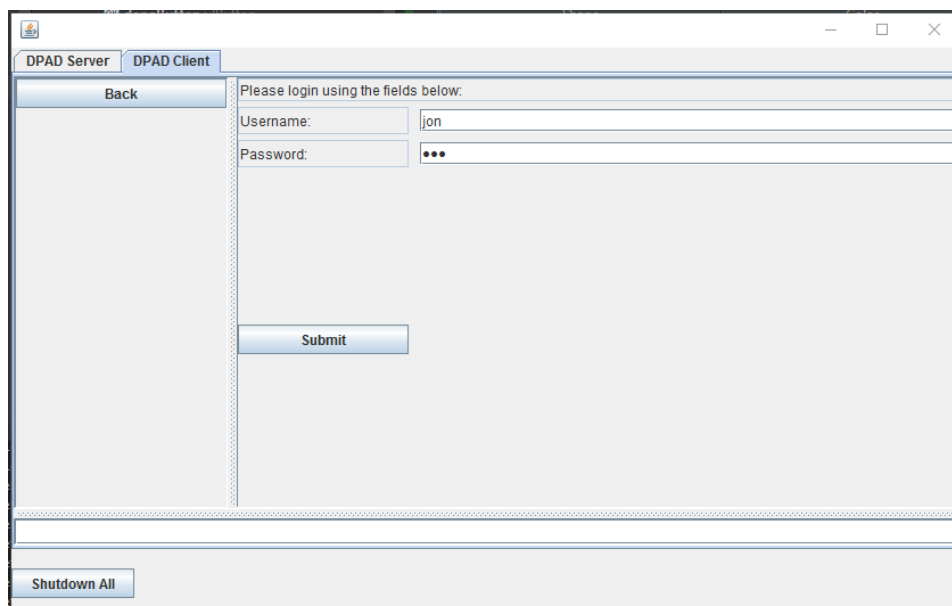 DPAD Server DPAD Client
Back
Please login using the fields below:
Username: jon
Password: •••
Submit
Shutdown All